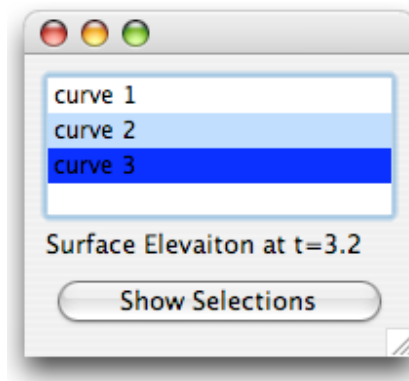 curve 1
curve 2
curve 3
Surface Elevaiton at t=3.2
Show Selections